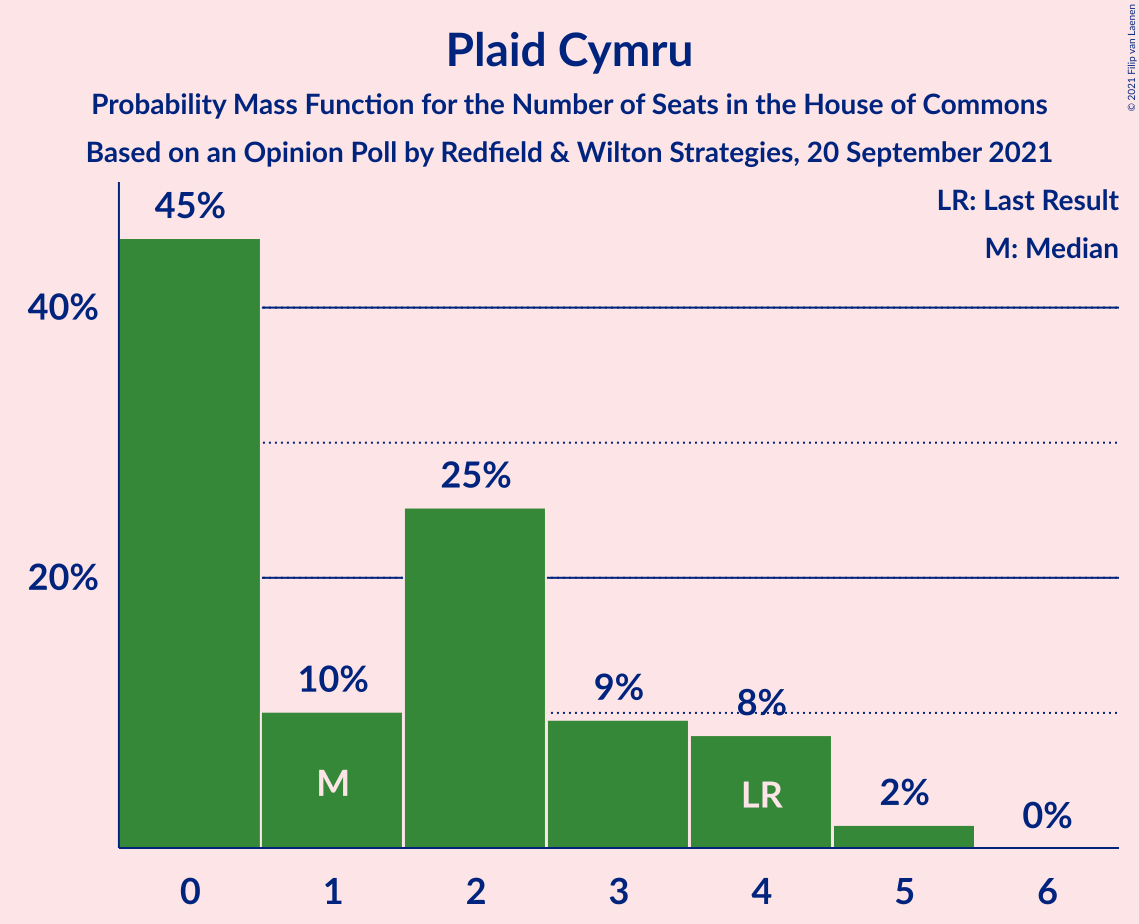 Plaid Cymru
Probability Mass Function for the Number of Seats in the House of Commons
Based on an Opinion Poll by Redfield & Wilton Strategies, 20 September 2021
© 2021 Filip van Laenen
LR: Last Result
M: Median
45%
40%
25%
20%
10%
9%
8%
2%
0%
M
LR
0 1 2 3 4 5 6